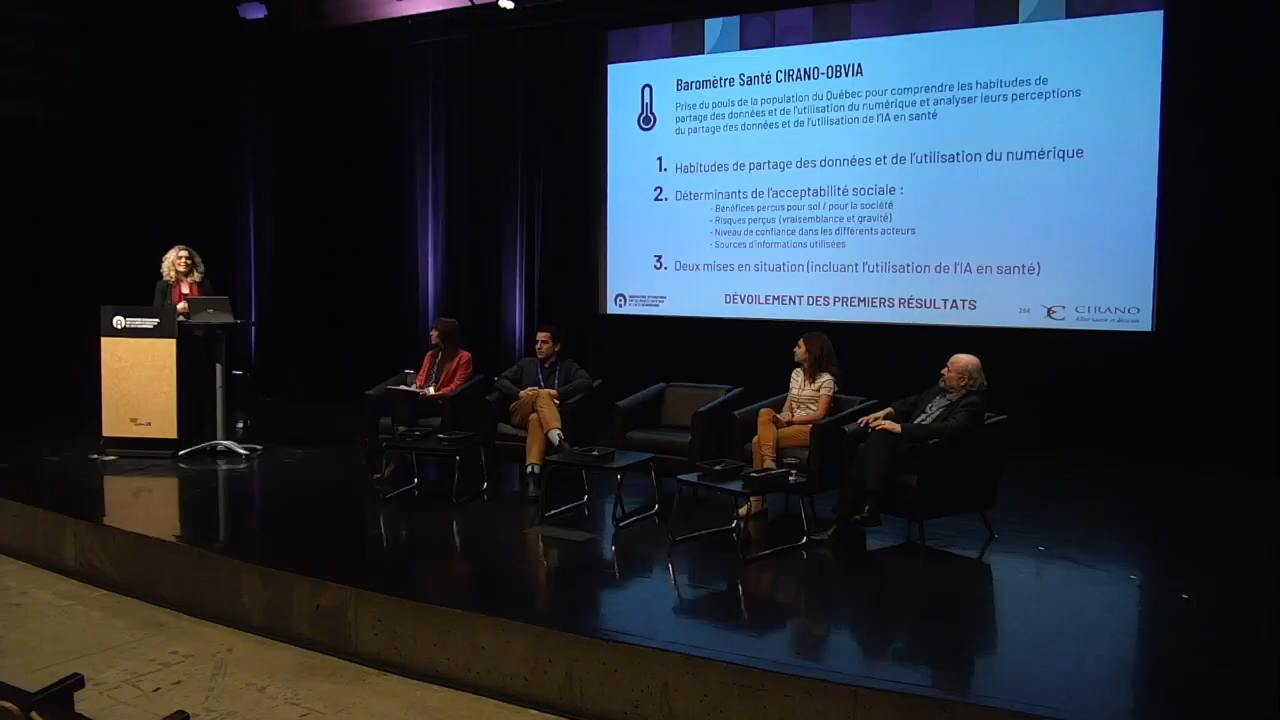 Baromètre Santé CIRANO-OBVIA
Prise du pouls de la population du Québec pour comprendre les habitudes de
partage des données et de l'utilisation du numérique et analyser leurs perceptions
du partage des données et de l'utilisation de l'IA en santé
1. Habitudes de partage des données et de l'utilisation du numérique
2. Déterminants de l'acceptabilité sociale :
- Bénéfices perçus pour soi / pour la société
- Risques perçus (vraisemblance et gravité)
- Niveau de confiance dans les différents acteurs
- Sources d'informations utilisées
3. Deux mises en situation (incluant l'utilisation de l'IA en santé)
DÉVOILEMENT DES PREMIERS RÉSULTATS
CIRANO
Allier savoir et décision